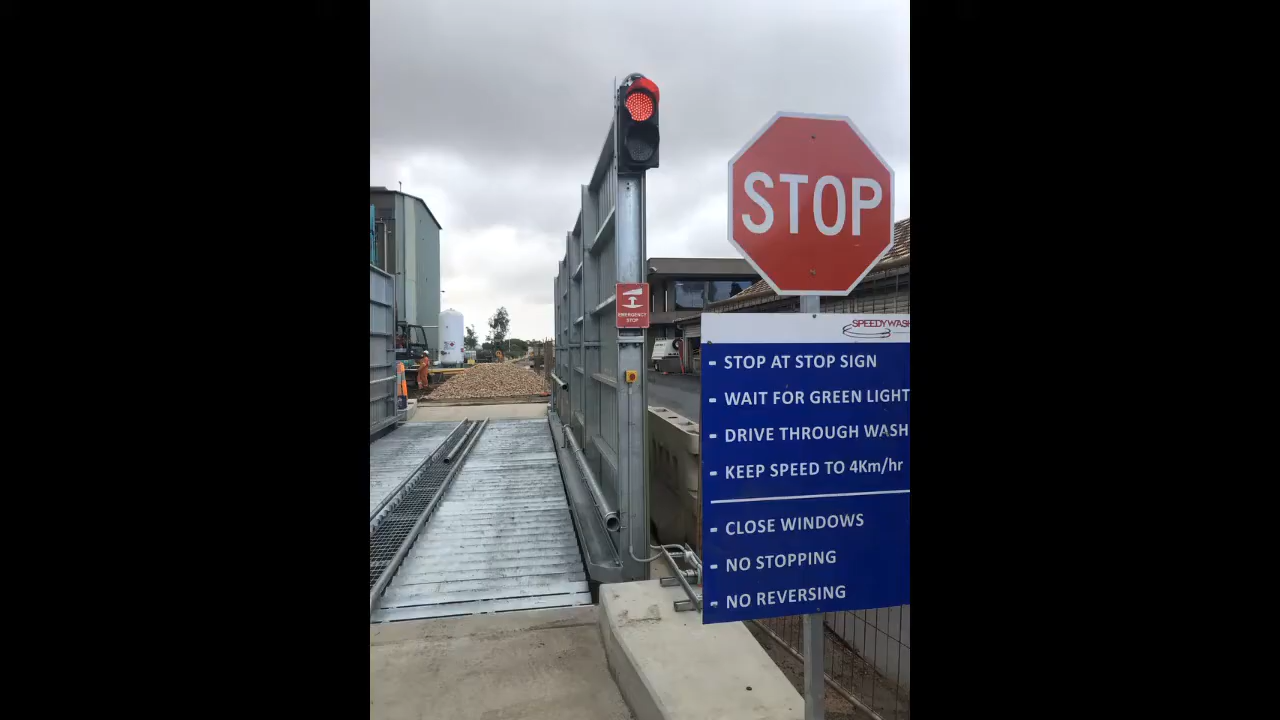 STOP
EMERGENCY
STOP
SPEEDYWASH
- STOP AT STOP SIGN
- WAIT FOR GREEN LIGHT
- DRIVE THROUGH WASH
- KEEP SPEED TO 4Km/hr
- CLOSE WINDOWS
- NO STOPPING
- NO REVERSING